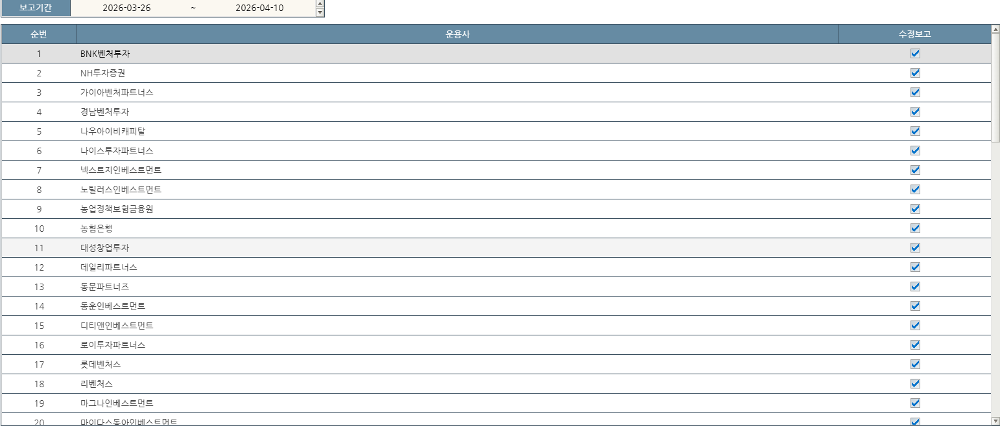 보고기간 2026-03-26 ~ 2026-04-10
순번 운용사 수정보고
1 BNK벤처투자
2 NH투자증권
3 가이아벤처파트너스
4 경남벤처투자
5 나우아이비캐피탈
6 나이스투자파트너스
7 넥스트지인베스트먼트
8 노틸러스인베스트먼트
9 농업정책보험금융원
10 농협은행
11 대성창업투자
12 데일리파트너스
13 동문파트너즈
14 동훈인베스트먼트
15 디티앤인베스트먼트
16 로이투자파트너스
17 롯데벤처스
18 리벤처스
19 마그나인베스트먼트
20 마이다스동아인베스트먼트